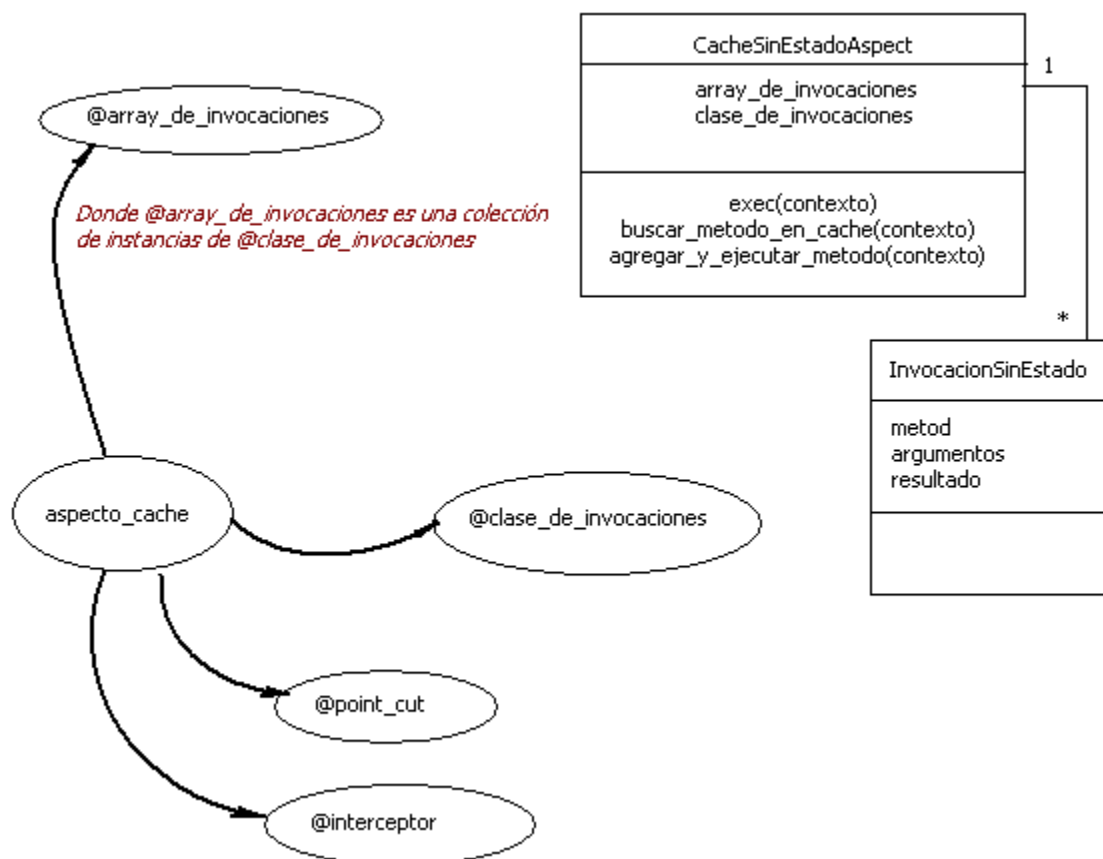 @array_de_invocaciones
Donde @array_de_invocaciones es una colección
de instancias de @clase_de_invocaciones
aspecto_cache
@clase_de_invocaciones
@point_cut
@interceptor
CacheSinEstadoAspect
1
array_de_invocaciones
clase_de_invocaciones
exec(contexto)
buscar_metodo_en_cache(contexto)
agregar_y_ejecutar_metodo(contexto)
*
InvocacionSinEstado
metod
argumentos
resultado